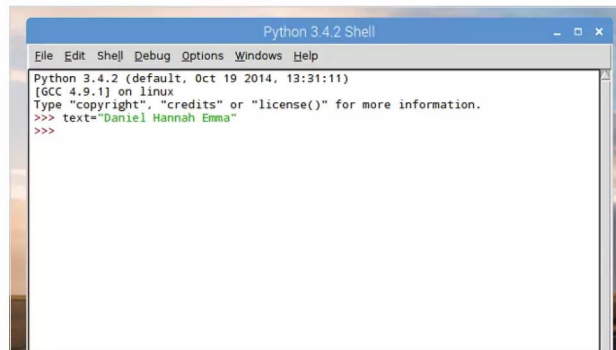 Python 3.4.2 Shell
File Edit Shell Debug Options Windows Help
Python 3.4.2 (default, Oct 19 2014, 13:31:11)
[GCC 4.9.1] on linux
Type "copyright", "credits" or "license()" for more information.
>>> text="Daniel Hannah Emma"
>>>